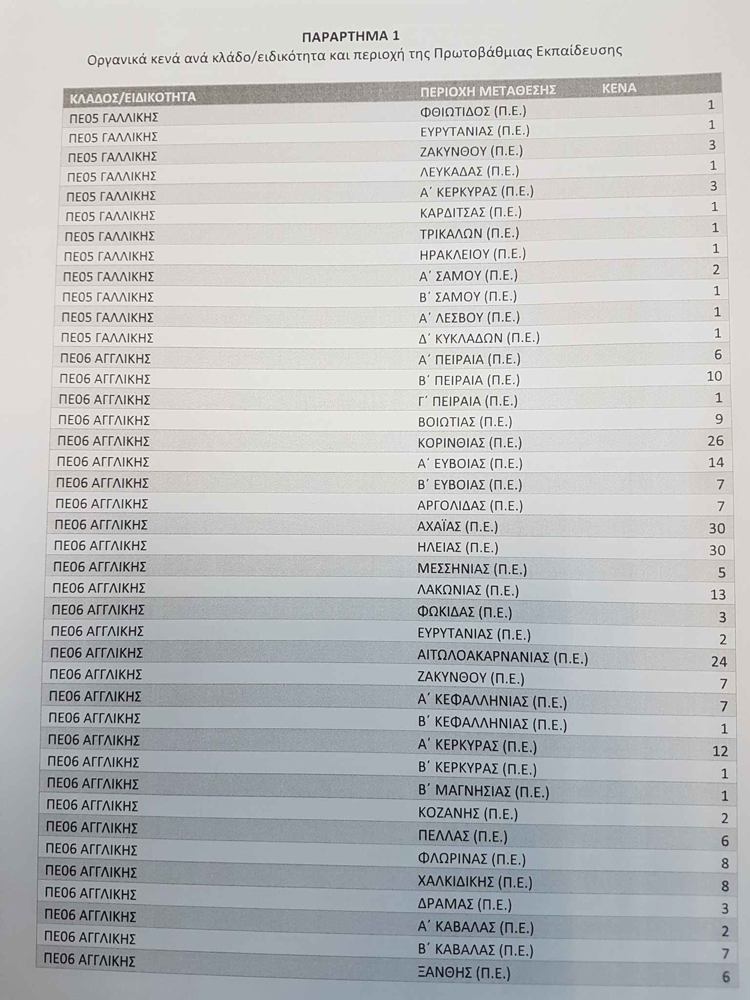 ΠΑΡΑΡΤΗΜΑ 1
Οργανικά κενά ανά κλάδο/ειδικότητα και περιοχή της Πρωτοβάθμιας Εκπαίδευσης
ΚΛΑΔΟΣ/ΕΙΔΙΚΟΤΗΤΑ ΠΕΡΙΟΧΗ ΜΕΤΑΘΕΣΗΣ ΚΕΝΑ
ΠΕ05 ΓΑΛΛΙΚΗΣ ΦΘΙΩΤΙΔΟΣ (Π.Ε.) 1
ΠΕ05 ΓΑΛΛΙΚΗΣ ΕΥΡΥΤΑΝΙΑΣ (Π.Ε.) 1
ΠΕ05 ΓΑΛΛΙΚΗΣ ΖΑΚΥΝΘΟΥ (Π.Ε.) 3
ΠΕ05 ΓΑΛΛΙΚΗΣ ΛΕΥΚΑΔΑΣ (Π.Ε.) 1
ΠΕ05 ΓΑΛΛΙΚΗΣ Α΄ ΚΕΡΚΥΡΑΣ (Π.Ε.) 3
ΠΕ05 ΓΑΛΛΙΚΗΣ ΚΑΡΔΙΤΣΑΣ (Π.Ε.) 1
ΠΕ05 ΓΑΛΛΙΚΗΣ ΤΡΙΚΑΛΩΝ (Π.Ε.) 1
ΠΕ05 ΓΑΛΛΙΚΗΣ ΗΡΑΚΛΕΙΟΥ (Π.Ε.) 1
ΠΕ05 ΓΑΛΛΙΚΗΣ Α΄ ΣΑΜΟΥ (Π.Ε.) 2
ΠΕ05 ΓΑΛΛΙΚΗΣ Β΄ ΣΑΜΟΥ (Π.Ε.) 1
ΠΕ05 ΓΑΛΛΙΚΗΣ Α΄ ΛΕΣΒΟΥ (Π.Ε.) 1
ΠΕ05 ΓΑΛΛΙΚΗΣ Δ΄ ΚΥΚΛΑΔΩΝ (Π.Ε.) 1
ΠΕ06 ΑΓΓΛΙΚΗΣ Α΄ ΠΕΙΡΑΙΑ (Π.Ε.) 6
ΠΕ06 ΑΓΓΛΙΚΗΣ Β΄ ΠΕΙΡΑΙΑ (Π.Ε.) 10
ΠΕ06 ΑΓΓΛΙΚΗΣ Γ΄ ΠΕΙΡΑΙΑ (Π.Ε.) 1
ΠΕ06 ΑΓΓΛΙΚΗΣ ΒΟΙΩΤΙΑΣ (Π.Ε.) 9
ΠΕ06 ΑΓΓΛΙΚΗΣ ΚΟΡΙΝΘΙΑΣ (Π.Ε.) 26
ΠΕ06 ΑΓΓΛΙΚΗΣ Α΄ ΕΥΒΟΙΑΣ (Π.Ε.) 14
ΠΕ06 ΑΓΓΛΙΚΗΣ Β΄ ΕΥΒΟΙΑΣ (Π.Ε.) 7
ΠΕ06 ΑΓΓΛΙΚΗΣ ΑΡΓΟΛΙΔΑΣ (Π.Ε.) 7
ΠΕ06 ΑΓΓΛΙΚΗΣ ΑΧΑΪΑΣ (Π.Ε.) 30
ΠΕ06 ΑΓΓΛΙΚΗΣ ΗΛΕΙΑΣ (Π.Ε.) 30
ΠΕ06 ΑΓΓΛΙΚΗΣ ΜΕΣΣΗΝΙΑΣ (Π.Ε.) 5
ΠΕ06 ΑΓΓΛΙΚΗΣ ΛΑΚΩΝΙΑΣ (Π.Ε.) 13
ΠΕ06 ΑΓΓΛΙΚΗΣ ΦΩΚΙΔΑΣ (Π.Ε.) 3
ΠΕ06 ΑΓΓΛΙΚΗΣ ΕΥΡΥΤΑΝΙΑΣ (Π.Ε.) 2
ΠΕ06 ΑΓΓΛΙΚΗΣ ΑΙΤΩΛΟΑΚΑΡΝΑΝΙΑΣ (Π.Ε.) 24
ΠΕ06 ΑΓΓΛΙΚΗΣ ΖΑΚΥΝΘΟΥ (Π.Ε.) 7
ΠΕ06 ΑΓΓΛΙΚΗΣ Α΄ ΚΕΦΑΛΛΗΝΙΑΣ (Π.Ε.) 7
ΠΕ06 ΑΓΓΛΙΚΗΣ Β΄ ΚΕΦΑΛΛΗΝΙΑΣ (Π.Ε.) 1
ΠΕ06 ΑΓΓΛΙΚΗΣ Α΄ ΚΕΡΚΥΡΑΣ (Π.Ε.) 12
ΠΕ06 ΑΓΓΛΙΚΗΣ Β΄ ΚΕΡΚΥΡΑΣ (Π.Ε.) 1
ΠΕ06 ΑΓΓΛΙΚΗΣ Β΄ ΜΑΓΝΗΣΙΑΣ (Π.Ε.) 1
ΠΕ06 ΑΓΓΛΙΚΗΣ ΚΟΖΑΝΗΣ (Π.Ε.) 2
ΠΕ06 ΑΓΓΛΙΚΗΣ ΠΕΛΛΑΣ (Π.Ε.) 6
ΠΕ06 ΑΓΓΛΙΚΗΣ ΦΛΩΡΙΝΑΣ (Π.Ε.) 8
ΠΕ06 ΑΓΓΛΙΚΗΣ ΧΑΛΚΙΔΙΚΗΣ (Π.Ε.) 8
ΠΕ06 ΑΓΓΛΙΚΗΣ ΔΡΑΜΑΣ (Π.Ε.) 3
ΠΕ06 ΑΓΓΛΙΚΗΣ Α΄ ΚΑΒΑΛΑΣ (Π.Ε.) 2
ΠΕ06 ΑΓΓΛΙΚΗΣ Β΄ ΚΑΒΑΛΑΣ (Π.Ε.) 7
ΠΕ06 ΑΓΓΛΙΚΗΣ ΞΑΝΘΗΣ (Π.Ε.) 6